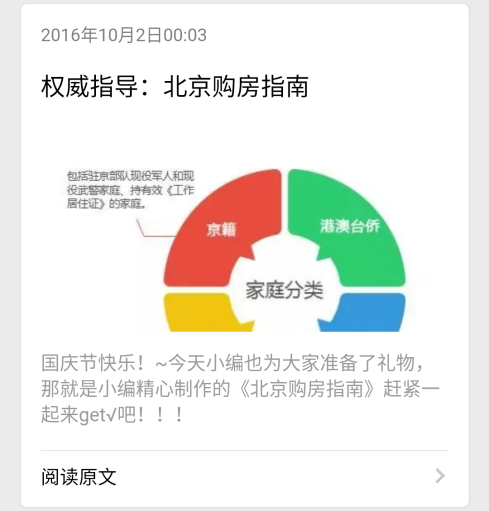 2016年10月2日00:03
权威指导：北京购房指南
包括驻京部队现役军人和现
役武警家庭、持有效《工作
居住证》的家庭。
京籍
港澳台侨
家庭分类
国庆节快乐！~今天小编也为大家准备了礼物，
那就是小编精心制作的《北京购房指南》赶紧一
起来get√吧！！！
阅读原文